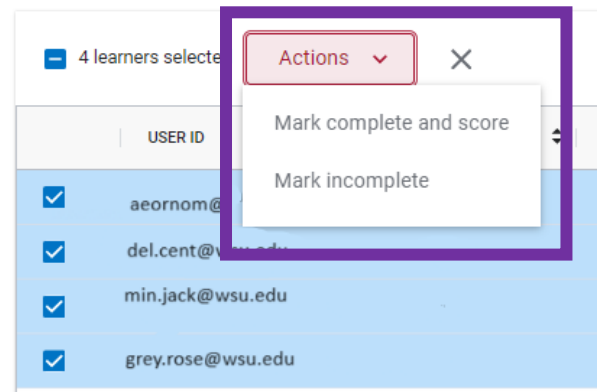 4 learners selecte
Actions
Mark complete and score
USER ID
Mark incomplete
aeornom@
del.cent@wsu.edu
min.jack@wsu.edu
grey.rose@wsu.edu